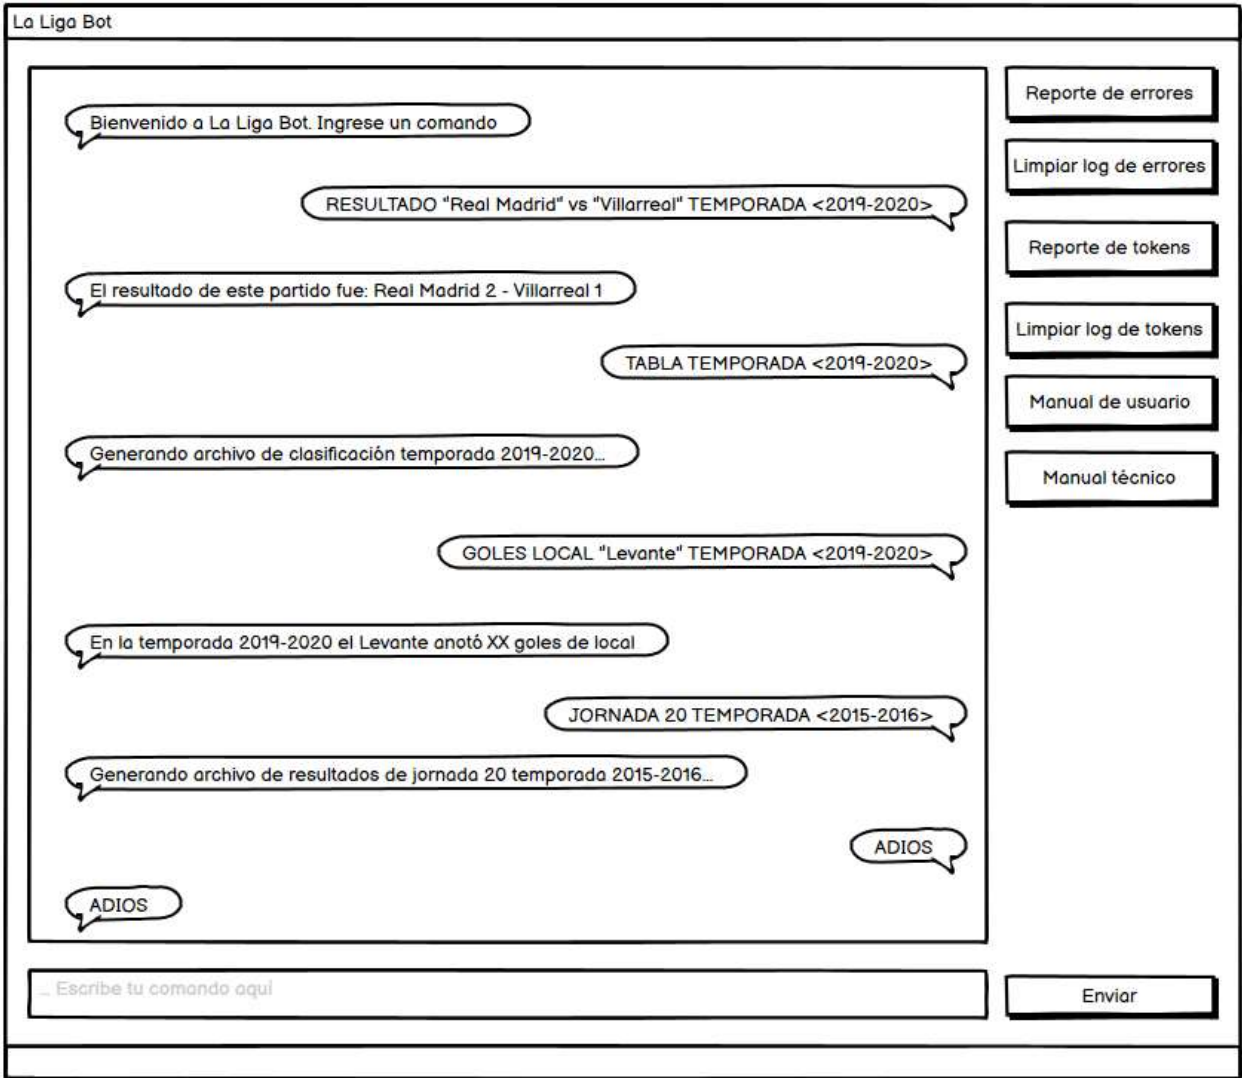 La Liga Bot
Bienvenido a La Liga Bot. Ingrese un comando
RESULTADO "Real Madrid" vs "Villarreal" TEMPORADA <2019-2020>
El resultado de este partido fue: Real Madrid 2 - Villarreal 1
TABLA TEMPORADA <2019-2020>
Generando archivo de clasificación temporada 2019-2020...
GOLES LOCAL "Levante" TEMPORADA <2019-2020>
En la temporada 2019-2020 el Levante anotó XX goles de local
JORNADA 20 TEMPORADA <2015-2016>
Generando archivo de resultados de jornada 20 temporada 2015-2016...
ADIOS
ADIOS
... Escribe tu comando aquí
Reporte de errores
Limpiar log de errores
Reporte de tokens
Limpiar log de tokens
Manual de usuario
Manual técnico
Enviar